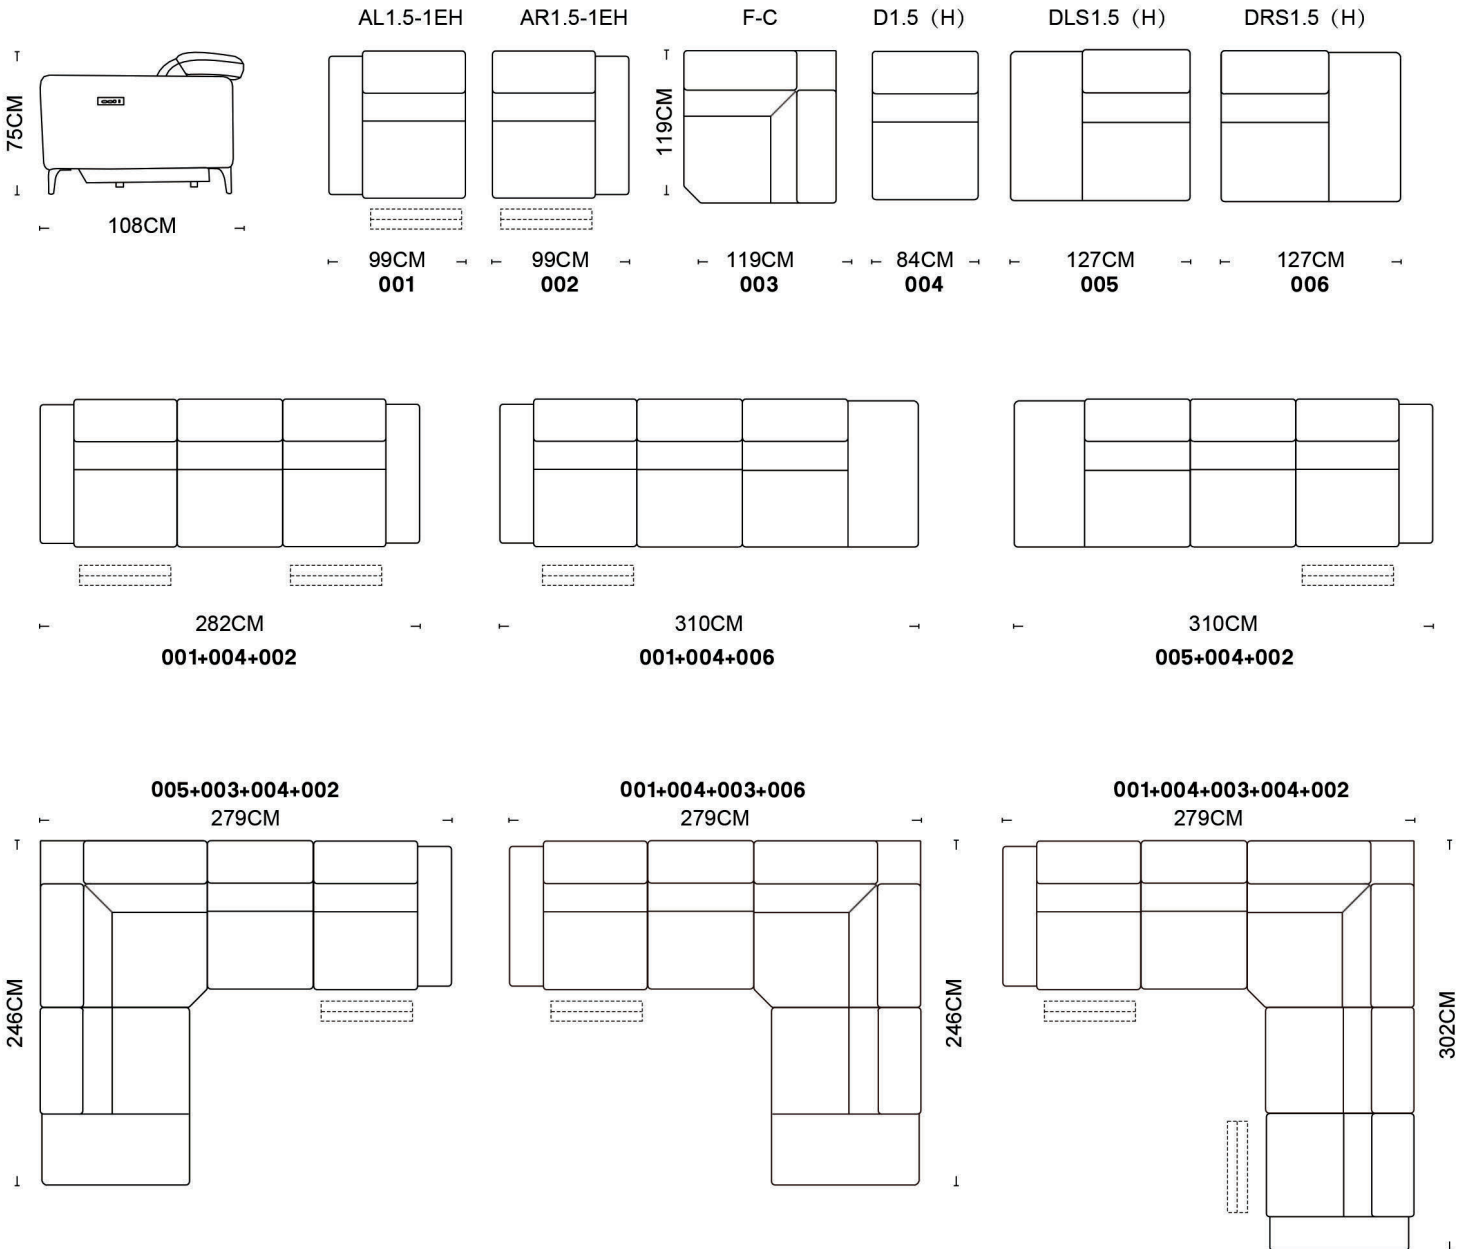 AL1.5-1EH
AR1.5-1EH
F-C
D1.5（H）
DLS1.5（H）
DRS1.5（H）
75CM
119CM
108CM
99CM
99CM
119CM
84CM
127CM
127CM
001
002
003
004
005
006
282CM
310CM
310CM
001+004+002
001+004+006
005+004+002
005+003+004+002
001+004+003+006
001+004+003+004+002
279CM
279CM
279CM
246CM
246CM
302CM